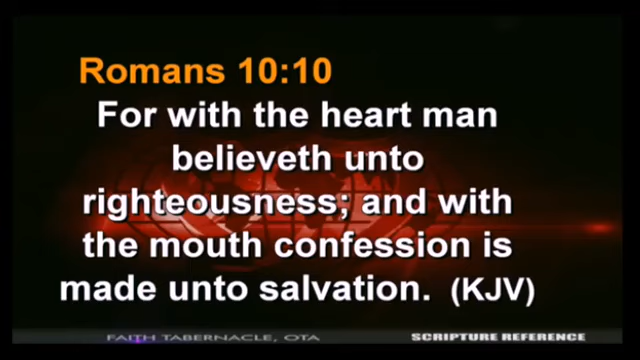 Romans 10:10
For with the heart man
believeth unto
righteousness; and with
the mouth confession is
made unto salvation. (KJV)
FAITH TABERNACLE, OTA
SCRIPTURE REFERENCE